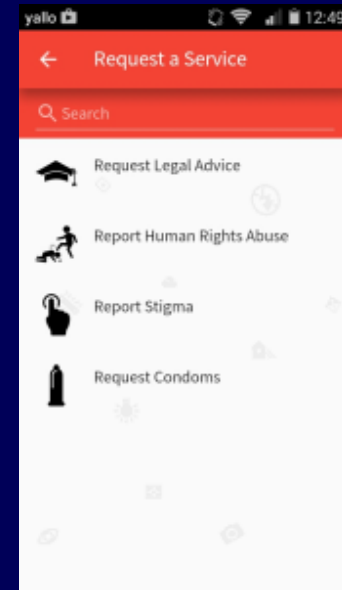 yallo 12:49
Request a Service
Search
Request Legal Advice
Report Human Rights Abuse
Report Stigma
Request Condoms